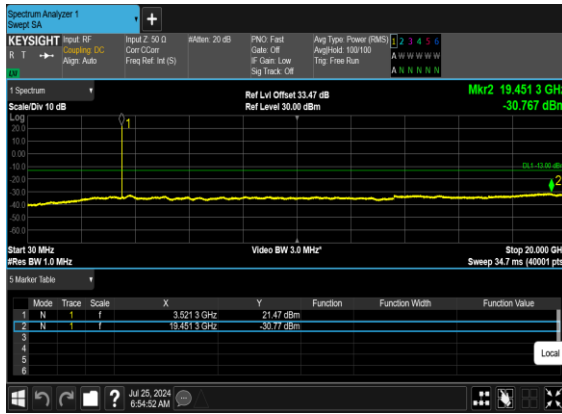 Spectrum Analyzer 1
Swept SA
+
KEYSIGHT Input: RF Input Z: 50 Ω #Atten: 20 dB PNO: Fast Avg Type: Power (RMS) 1 2 3 4 5 6
R T Coupling: DC Corr CCorr Gate: Off Avg|Hold: 100/100 A W W W W W
Align: Auto Freq Ref: Int (S) IF Gain: Low Trig: Free Run
Sig Track: Off A N N N N N
1 Spectrum Ref Lvl Offset 33.47 dB Mkr2 19.451 3 GHz
Scale/Div 10 dB Ref Level 30.00 dBm -30.767 dBm
Log
1
20.0
10.0
0.00
-10.0
DL1 -13.00 dBm
-20.0
2
-30.0
-40.0
-50.0
-60.0
Start 30 MHz Video BW 3.0 MHz* Stop 20.000 GH
#Res BW 1.0 MHz Sweep 34.7 ms (40001 pts
5 Marker Table
Mode Trace Scale X Y Function Function Width Function Value
1 N 1 f 3.521 3 GHz 21.47 dBm
2 N 1 f 19.451 3 GHz -30.77 dBm
3
4
5
6
Local
? Jul 25, 2024
6:54:52 AM